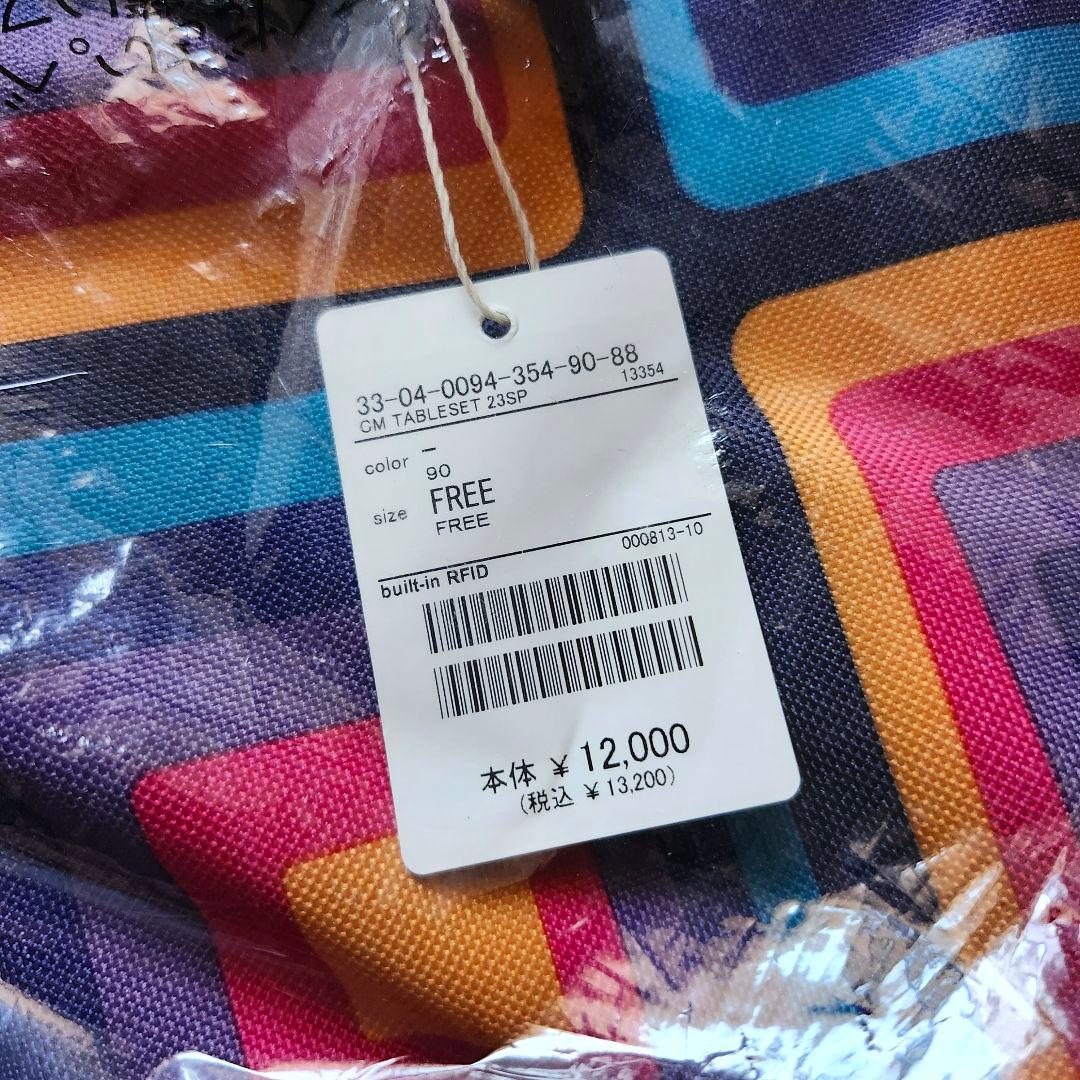 33-04-0094-354-90-88
13354
GM TABLESET 23SP
color -
90
size FREE
FREE
000813-10
built-in RFID
本体 ¥12,000
(税込 ¥13,200)